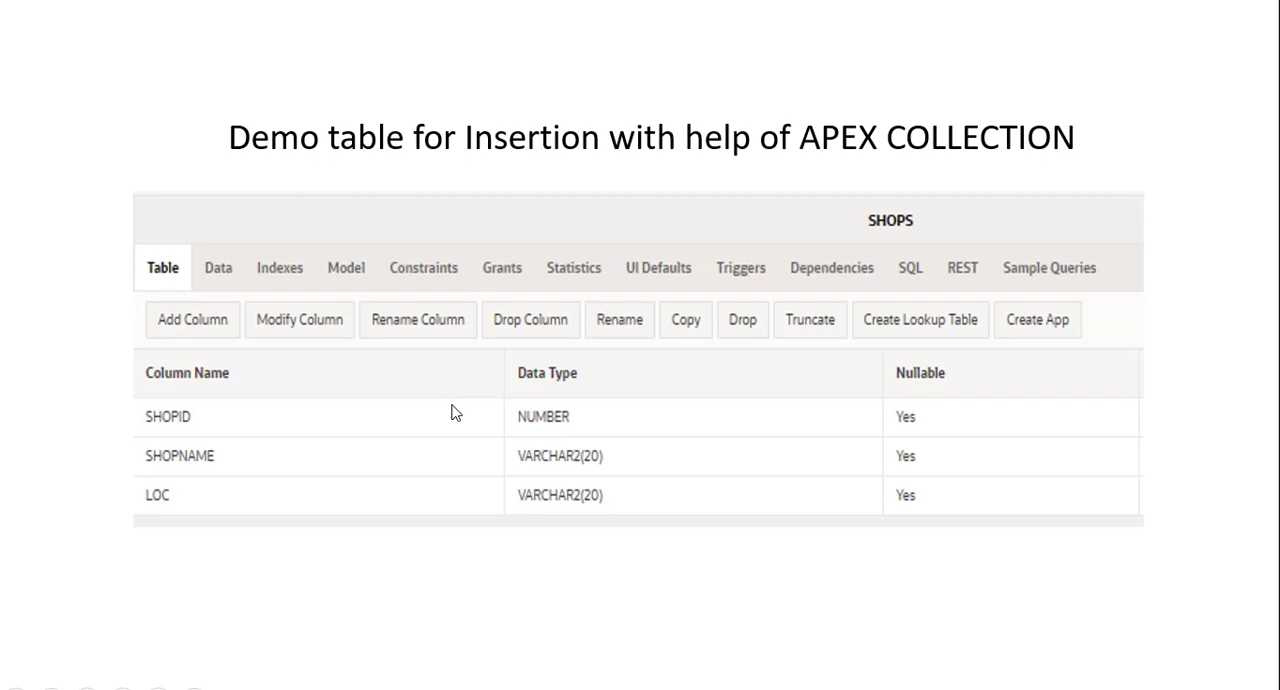 Demo table for Insertion with help of APEX COLLECTION
SHOPS
Table Data Indexes Model Constraints Grants Statistics UI Defaults Triggers Dependencies SQL REST Sample Queries
Add Column Modify Column Rename Column Drop Column Rename Copy Drop Truncate Create Lookup Table Create App
Column Name Data Type Nullable
SHOPID NUMBER Yes
SHOPNAME VARCHAR2(20) Yes
LOC VARCHAR2(20) Yes